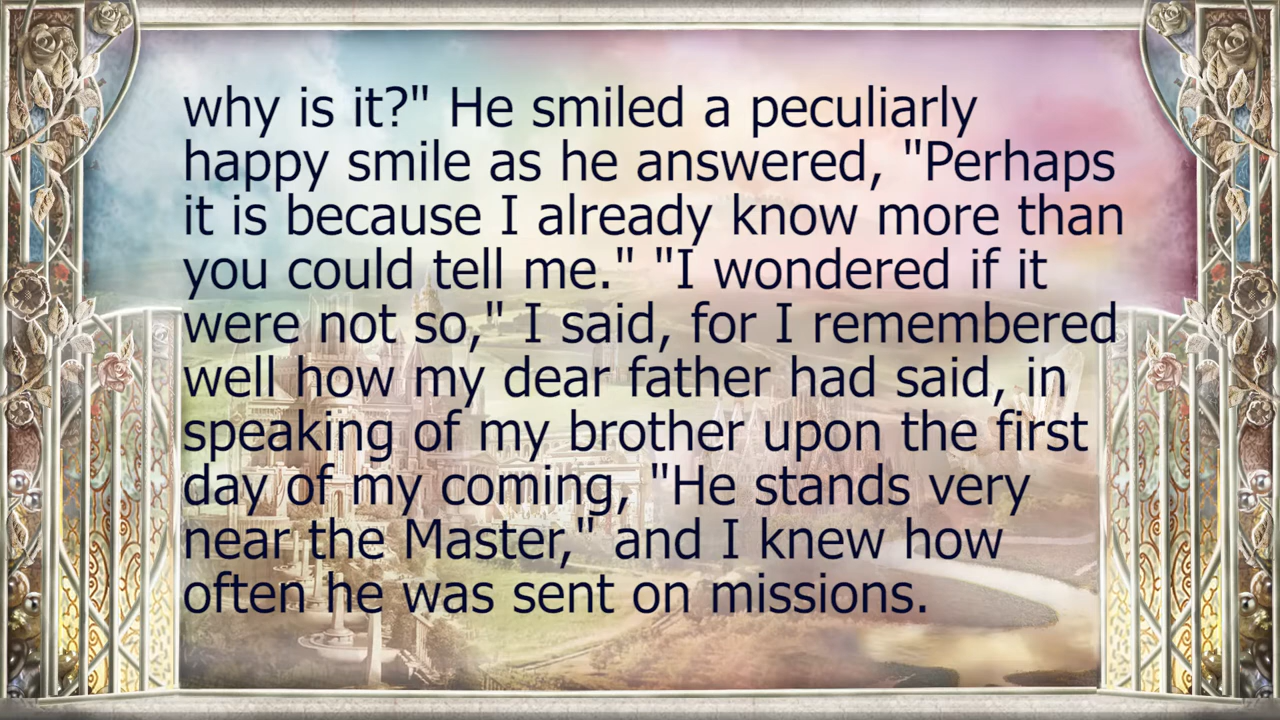 why is it?" He smiled a peculiarly
happy smile as he answered, "Perhaps
it is because I already know more than
you could tell me." "I wondered if it
were not so," I said, for I remembered
well how my dear father had said, in
speaking of my brother upon the first
day of my coming, "He stands very
near the Master," and I knew how
often he was sent on missions.